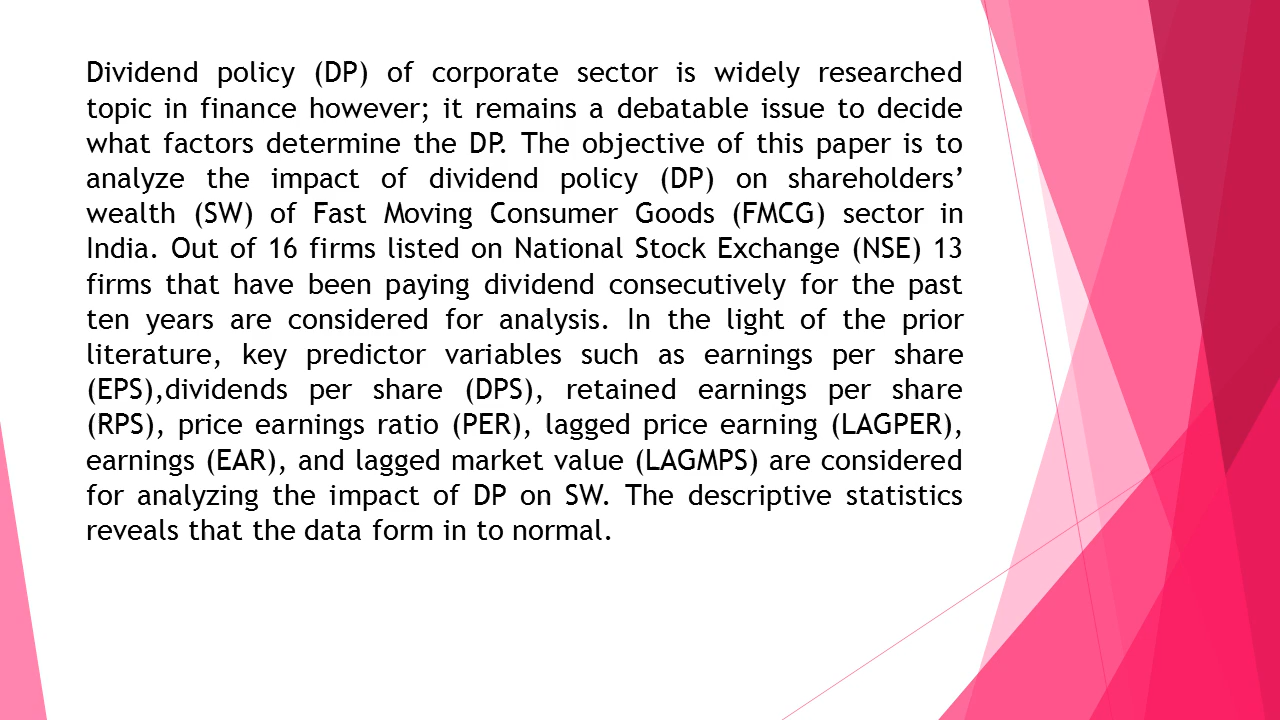 Dividend policy (DP) of corporate sector is widely researched
topic in finance however; it remains a debatable issue to decide
what factors determine the DP. The objective of this paper is to
analyze the impact of dividend policy (DP) on shareholders’
wealth (SW) of Fast Moving Consumer Goods (FMCG) sector in
India. Out of 16 firms listed on National Stock Exchange (NSE) 13
firms that have been paying dividend consecutively for the past
ten years are considered for analysis. In the light of the prior
literature, key predictor variables such as earnings per share
(EPS),dividends per share (DPS), retained earnings per share
(RPS), price earnings ratio (PER), lagged price earning (LAGPER),
earnings (EAR), and lagged market value (LAGMPS) are considered
for analyzing the impact of DP on SW. The descriptive statistics
reveals that the data form in to normal.